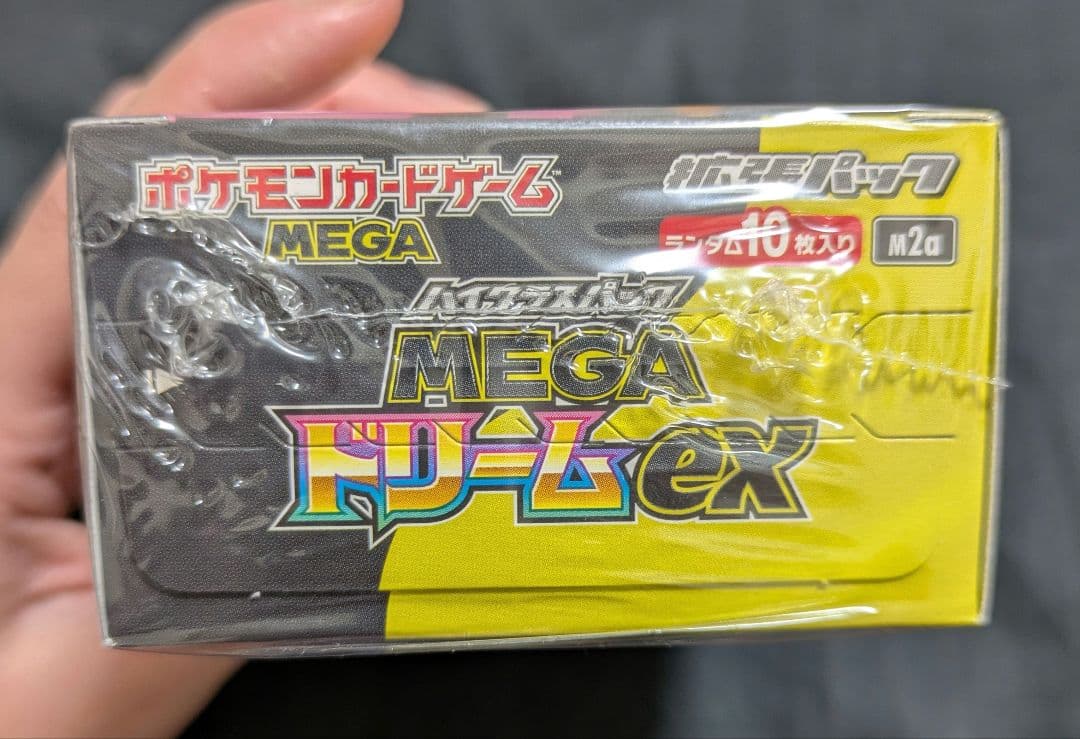 ポケモンカードゲーム™
MEGA
拡張パック
ランダム10枚入り
M2a
ハイクラスパック
MEGA
ドリームex